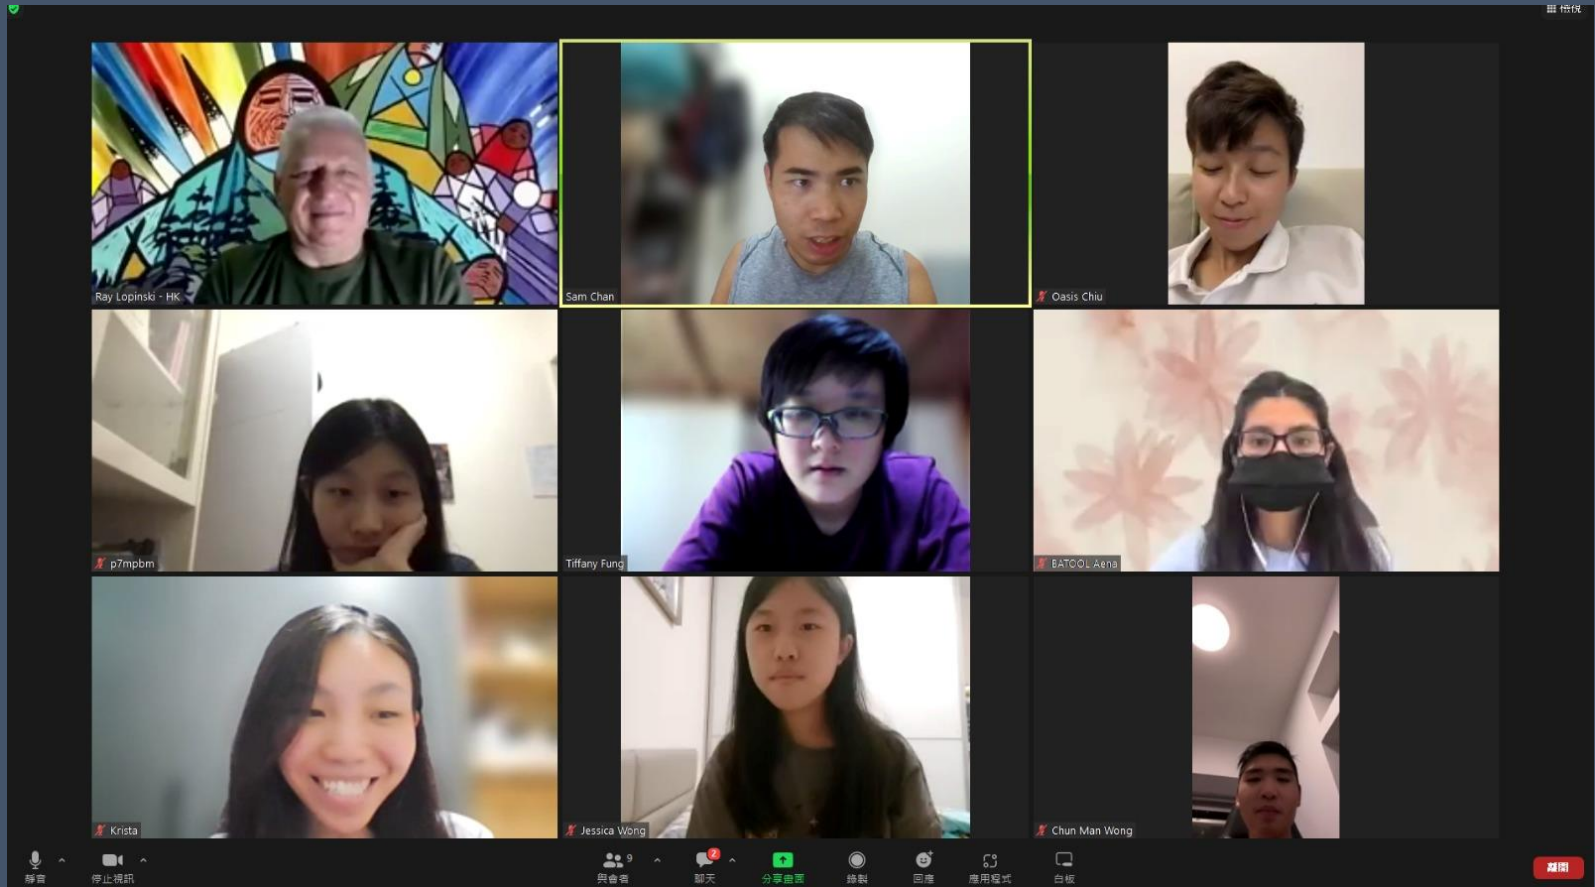 檢視
Ray Lopinski - HK
Sam Chan
Oasis Chiu
p7mpbm
Tiffany Fung
BATOOL Aena
Krista
Jessica Wong
Chun Man Wong
9
2
靜音
停止視訊
與會者
聊天
分享畫面
錄製
回應
應用程式
白板
離開